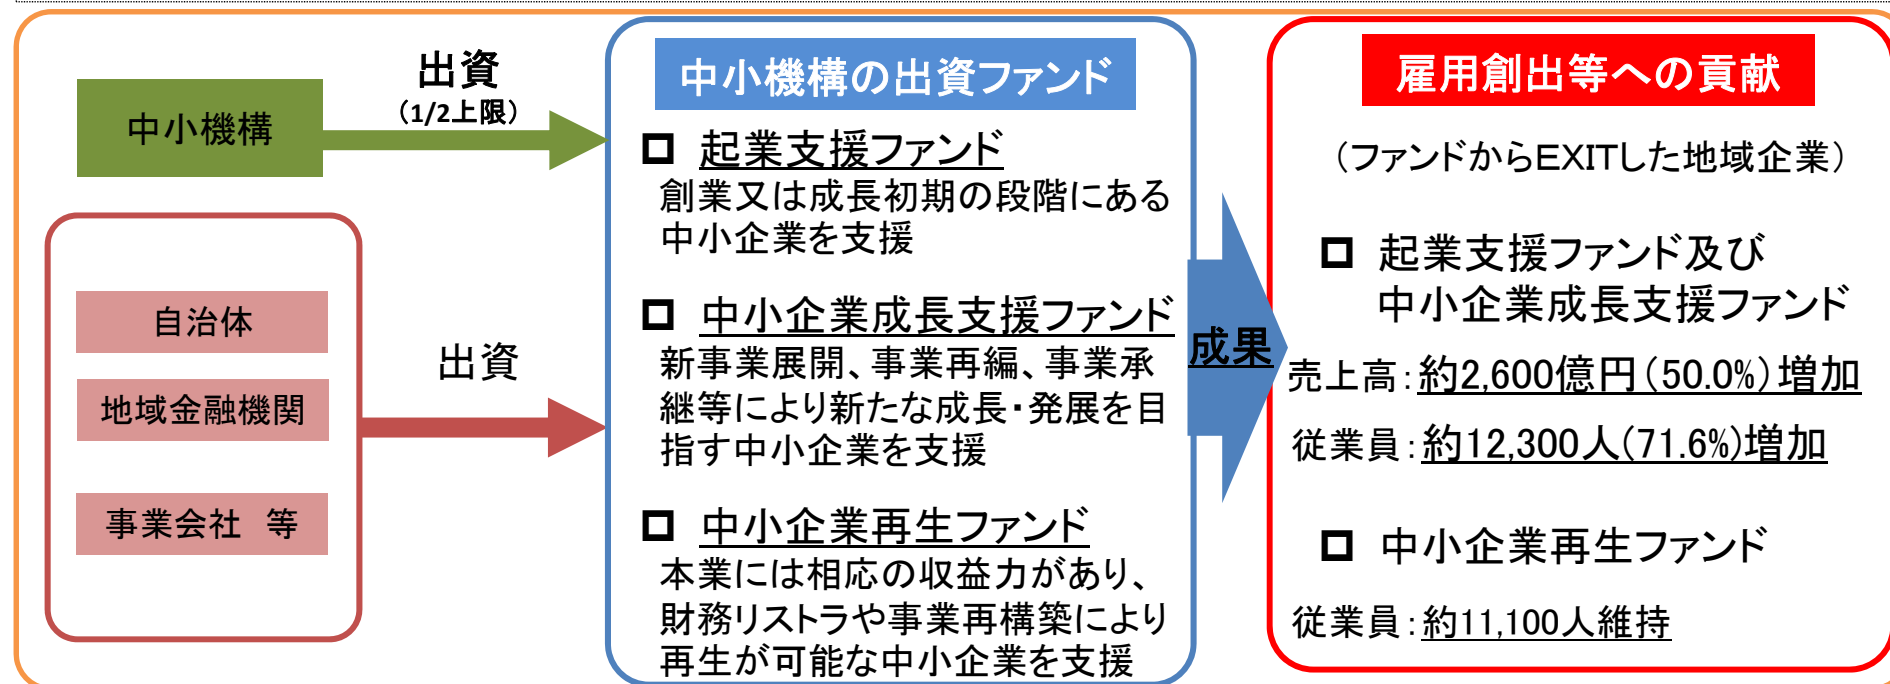 中小機構
出資
（1/2上限）
自治体
地域金融機関
事業会社　等
出資
中小機構の出資ファンド
□ 起業支援ファンド
創業又は成長初期の段階にある
中小企業を支援
□ 中小企業成長支援ファンド
新事業展開、事業再編、事業承
継等により新たな成長・発展を目
指す中小企業を支援
□ 中小企業再生ファンド
本業には相応の収益力があり、
財務リストラや事業再構築により
再生が可能な中小企業を支援
成果
雇用創出等への貢献
（ファンドからEXITした地域企業）
□ 起業支援ファンド及び
中小企業成長支援ファンド
売上高：約2,600億円（50.0%）増加
従業員：約12,300人(71.6%)増加
□ 中小企業再生ファンド
従業員：約11,100人維持